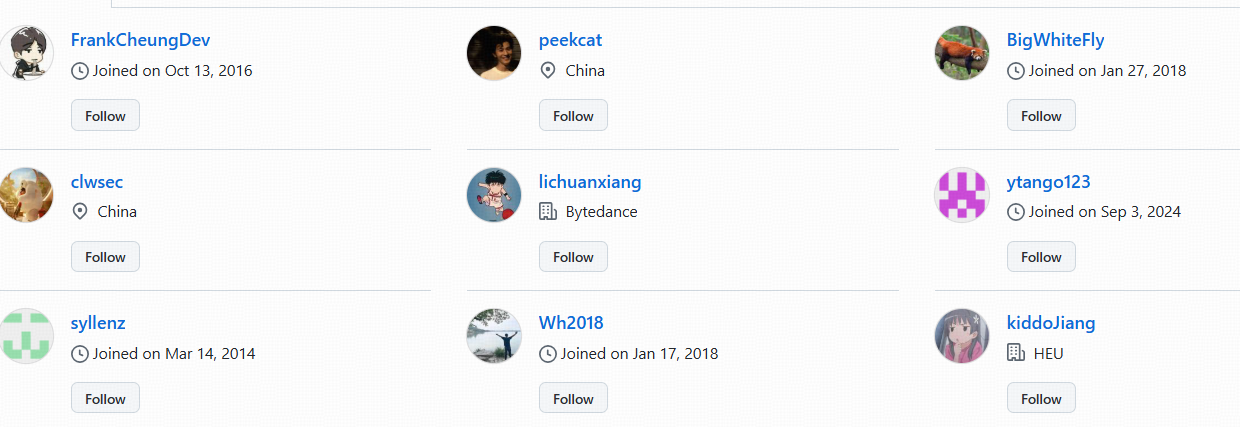 FrankCheungDev
Joined on Oct 13, 2016
Follow
peekcat
China
Follow
BigWhiteFly
Joined on Jan 27, 2018
Follow
clwsec
China
Follow
lichuanxiang
Bytedance
Follow
ytango123
Joined on Sep 3, 2024
Follow
syllenz
Joined on Mar 14, 2014
Follow
Wh2018
Joined on Jan 17, 2018
Follow
kiddoJiang
HEU
Follow